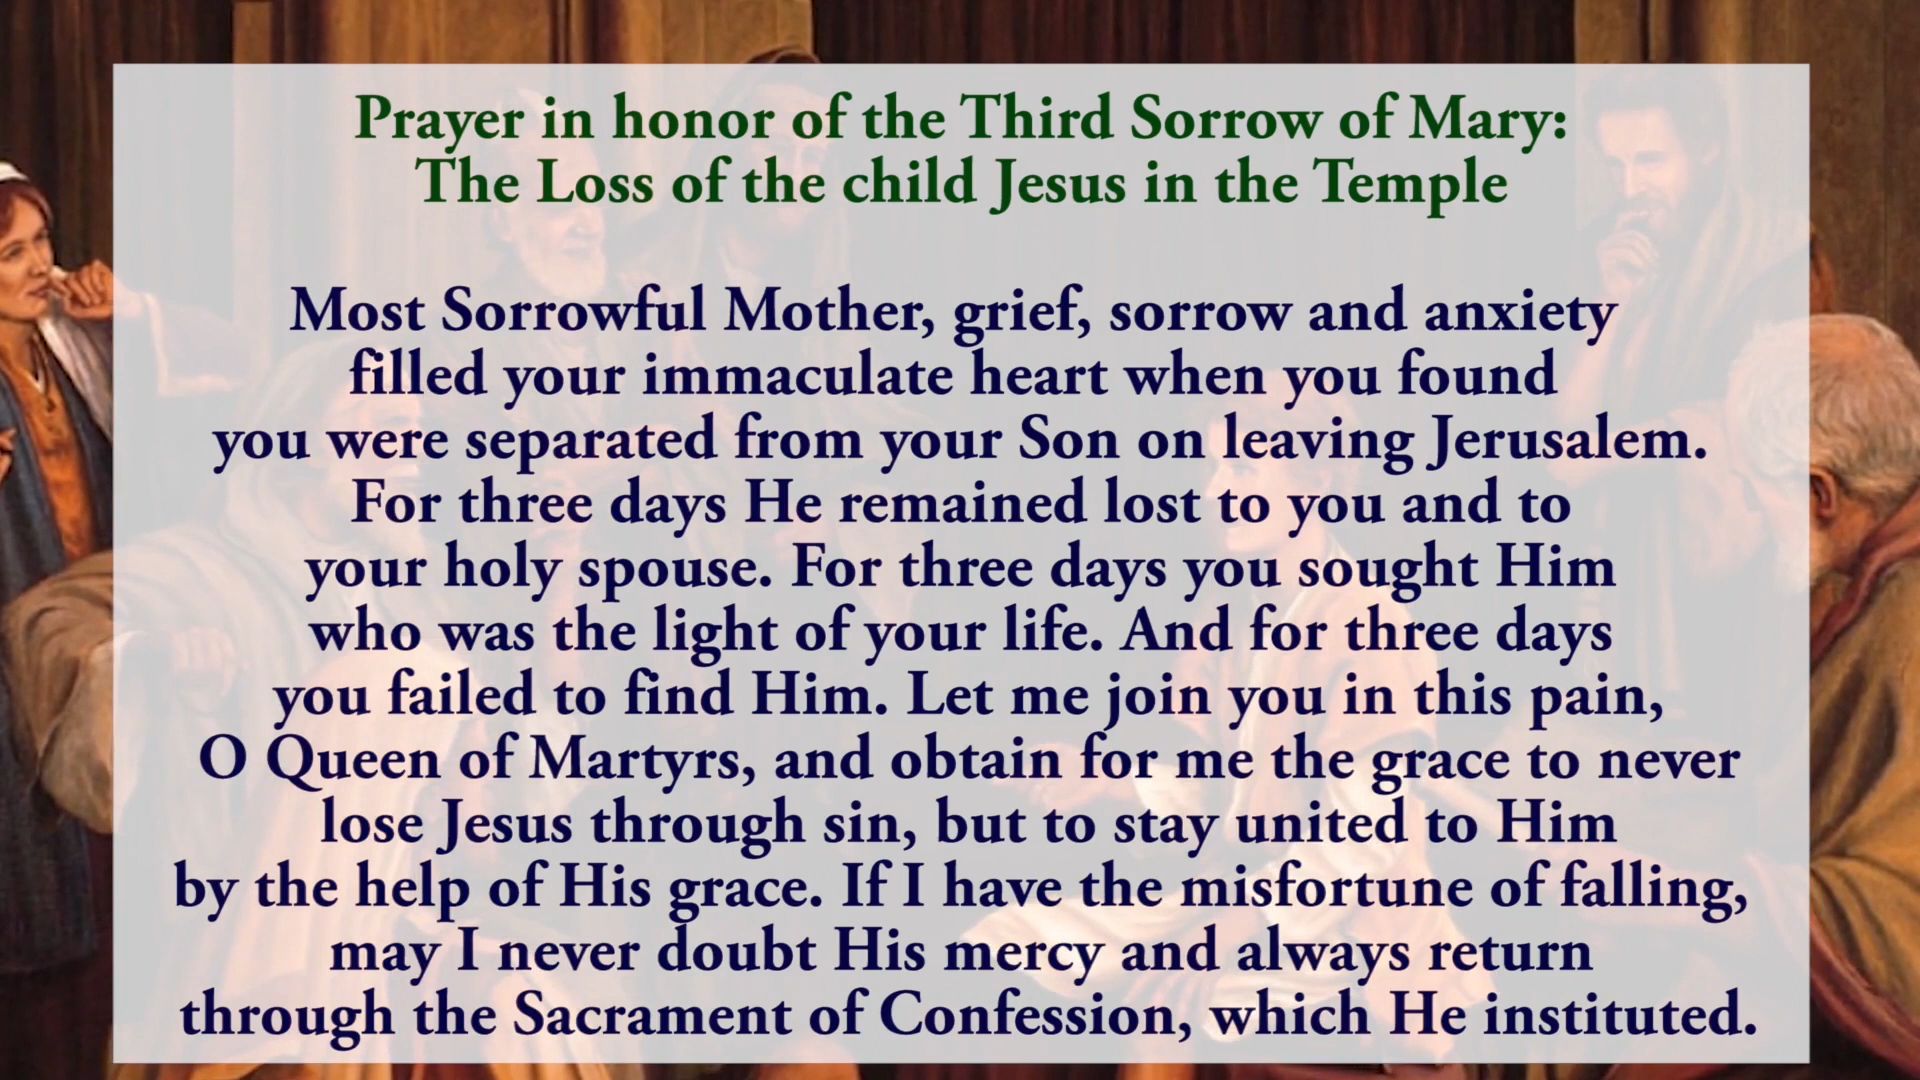 Prayer in honor of the Third Sorrow of Mary:
The Loss of the child Jesus in the Temple
Most Sorrowful Mother, grief, sorrow and anxiety
filled your immaculate heart when you found
you were separated from your Son on leaving Jerusalem.
For three days He remained lost to you and to
your holy spouse. For three days you sought Him
who was the light of your life. And for three days
you failed to find Him. Let me join you in this pain,
O Queen of Martyrs, and obtain for me the grace to never
lose Jesus through sin, but to stay united to Him
by the help of His grace. If I have the misfortune of falling,
may I never doubt His mercy and always return
through the Sacrament of Confession, which He instituted.